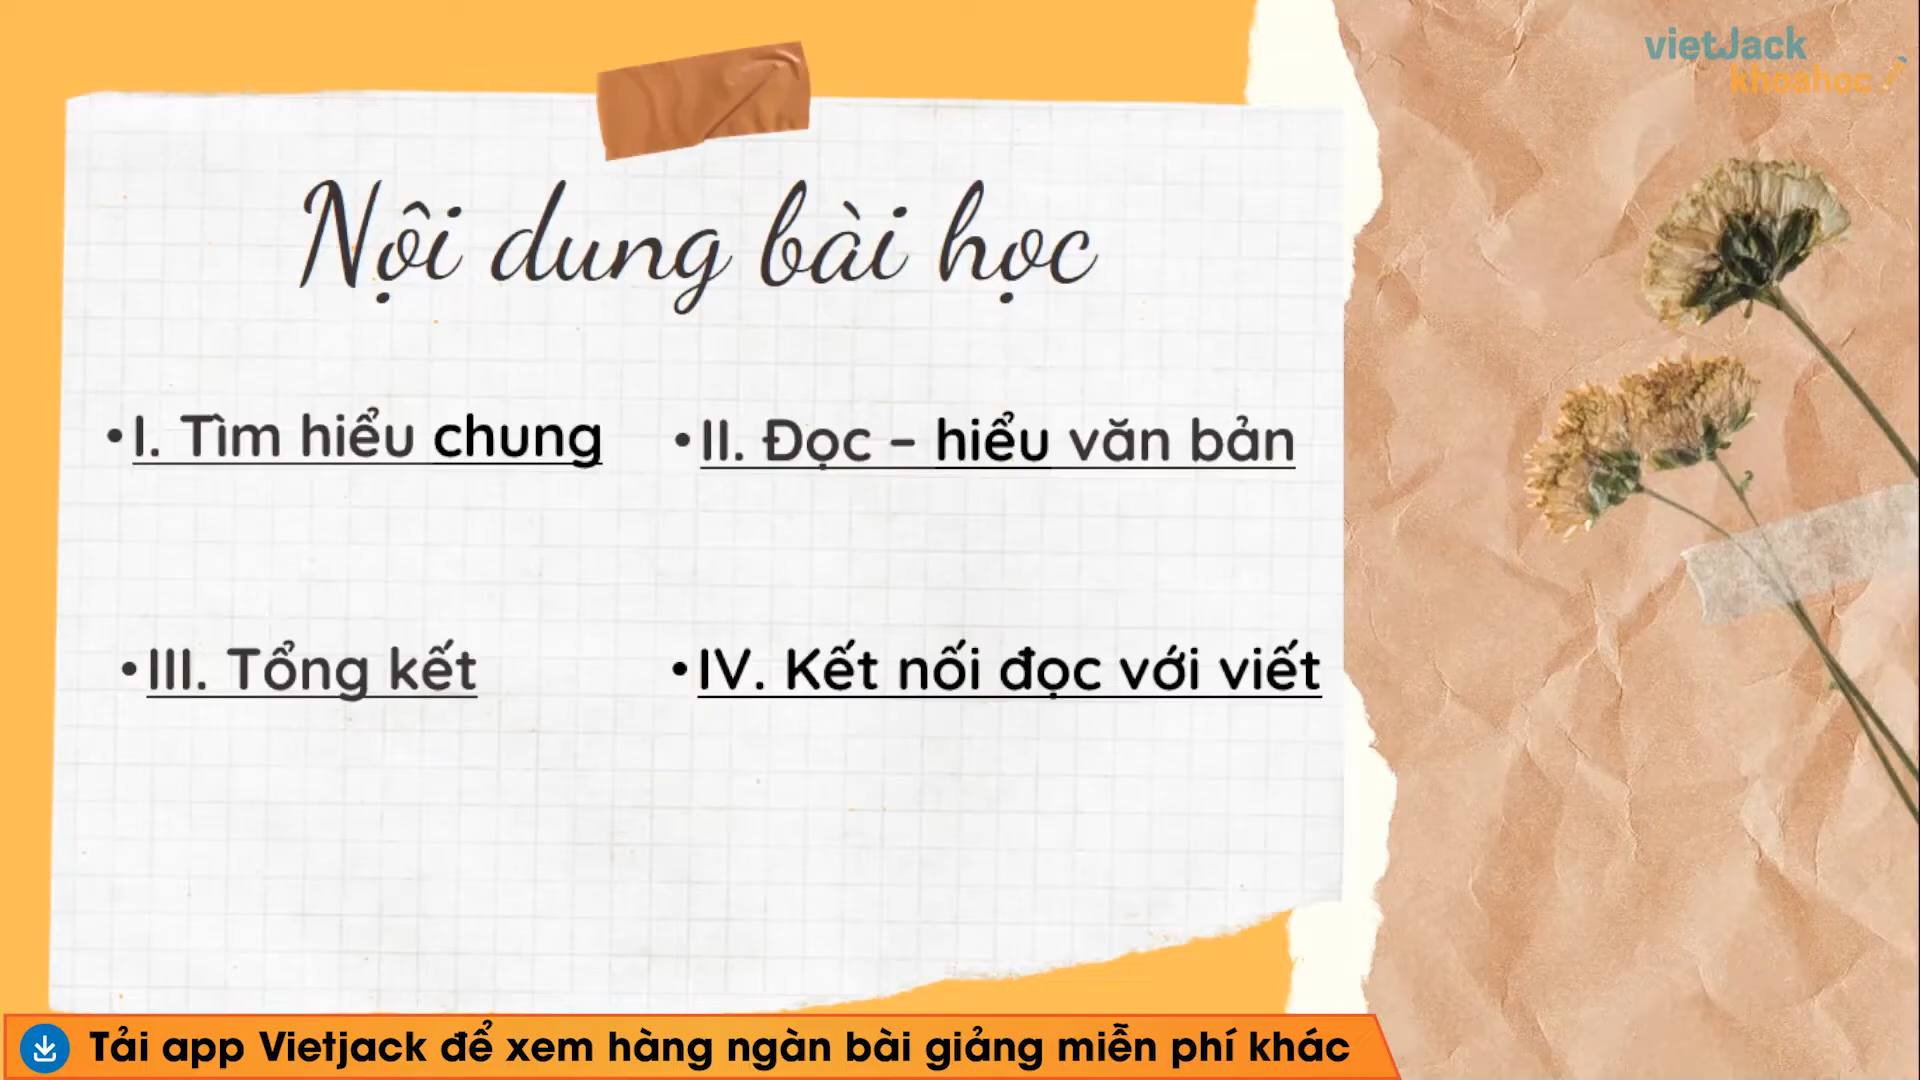 vietJack
khoahoc
Nội dung bài học
•I. Tìm hiểu chung
•II. Đọc – hiểu văn bản
•III. Tổng kết
•IV. Kết nối đọc với viết
Tải app Vietjack để xem hàng ngàn bài giảng miễn phí khác